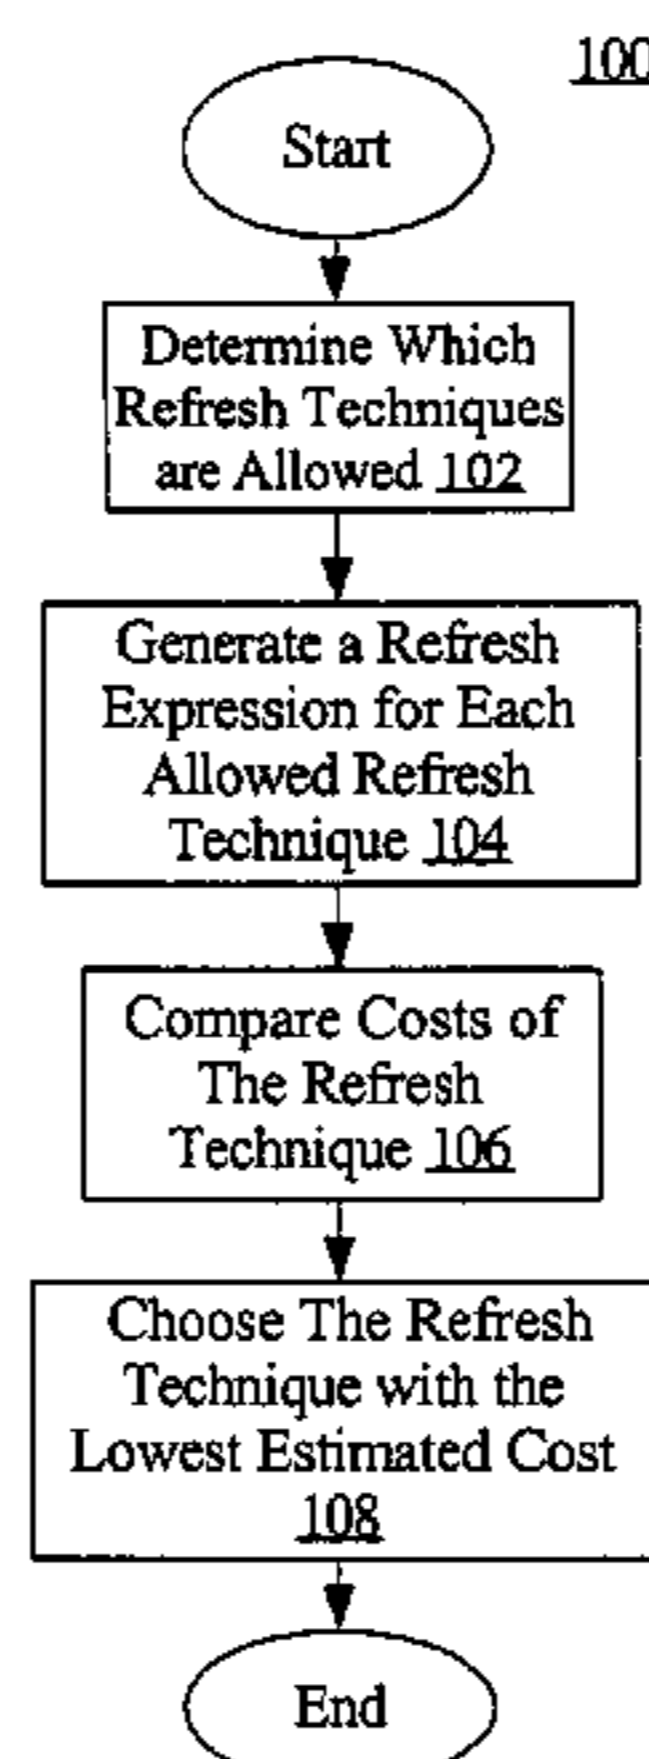 100
Start
Determine Which
Refresh Techniques
are Allowed 102
Generate a Refresh
Expression for Each
Allowed Refresh
Technique 104
Compare Costs of
The Refresh
Technique 106
Choose The Refresh
Technique with the
Lowest Estimated Cost
108
End